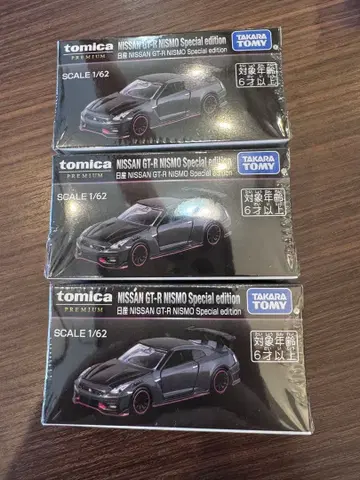 tomica
PREMIUM
NISSAN GT-R NISMO Special edition
日産 NISSAN GT-R NISMO Special edition
TAKARA
TOMY
SCALE 1/62
対象年齢
6才以上
tomica
PREMIUM
NISSAN GT-R NISMO Special edition
日産 NISSAN GT-R NISMO Special edition
TAKARA
TOMY
SCALE 1/62
対象年齢
6才以上
tomica
PREMIUM
NISSAN GT-R NISMO Special edition
日産 NISSAN GT-R NISMO Special edition
TAKARA
TOMY
SCALE 1/62
対象年齢
6才以上